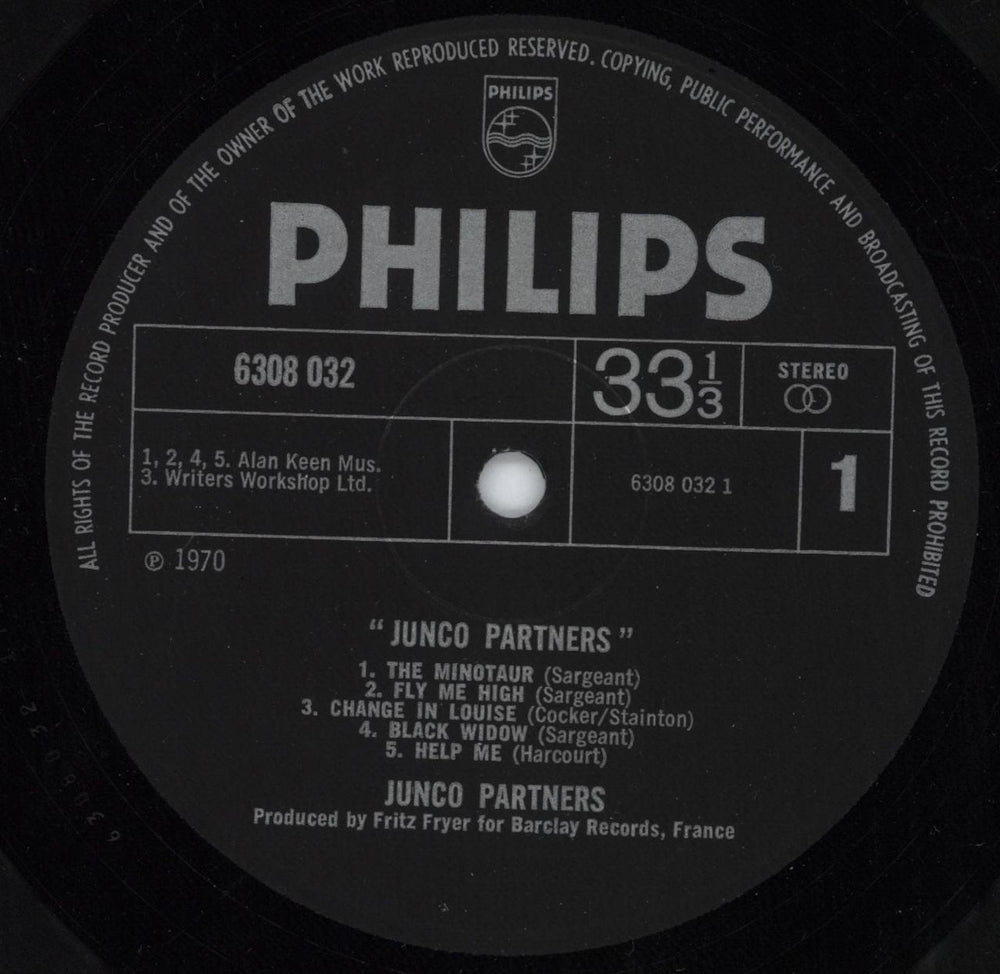 ALL RIGHTS OF THE RECORD PRODUCER AND OF THE OWNER OF THE WORK REPRODUCED RESERVED. COPYING, PUBLIC PERFORMANCE AND BROADCASTING OF THIS RECORD PROHIBITED
PHILIPS
PHILIPS
6308 032
33 1/3
STEREO
1, 2, 4, 5. Alan Keen Mus.
3. Writers Workshop Ltd.
6308 032 1
1
℗ 1970
“JUNCO PARTNERS”
1. THE MINOTAUR (Sargeant)
2. FLY ME HIGH (Sargeant)
3. CHANGE IN LOUISE (Cocker/Stainton)
4. BLACK WIDOW (Sargeant)
5. HELP ME (Harcourt)
JUNCO PARTNERS
Produced by Fritz Fryer for Barclay Records, France